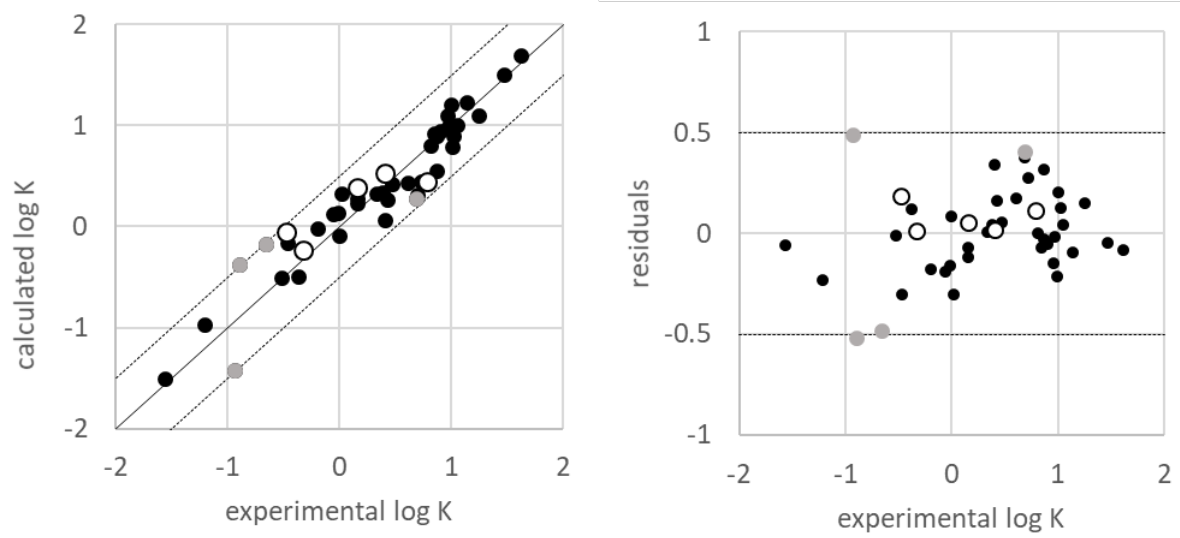 calculated log K
2
1
0
-1
-2
-2 -1 0 1 2
experimental log K
residuals
1
0.5
0
-0.5
-1
-2 -1 0 1 2
experimental log K